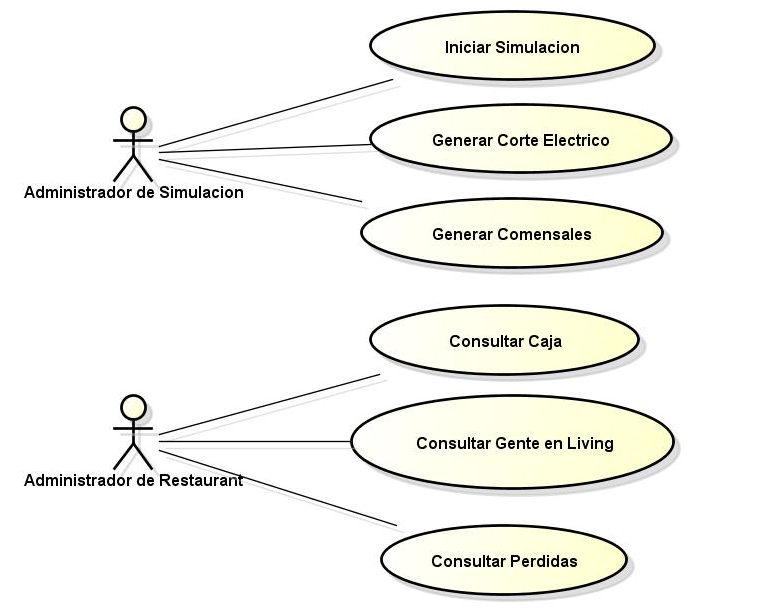 Iniciar Simulacion
Generar Corte Electrico
Administrador de Simulacion
Generar Comensales
Consultar Caja
Consultar Gente en Living
Administrador de Restaurant
Consultar Perdidas